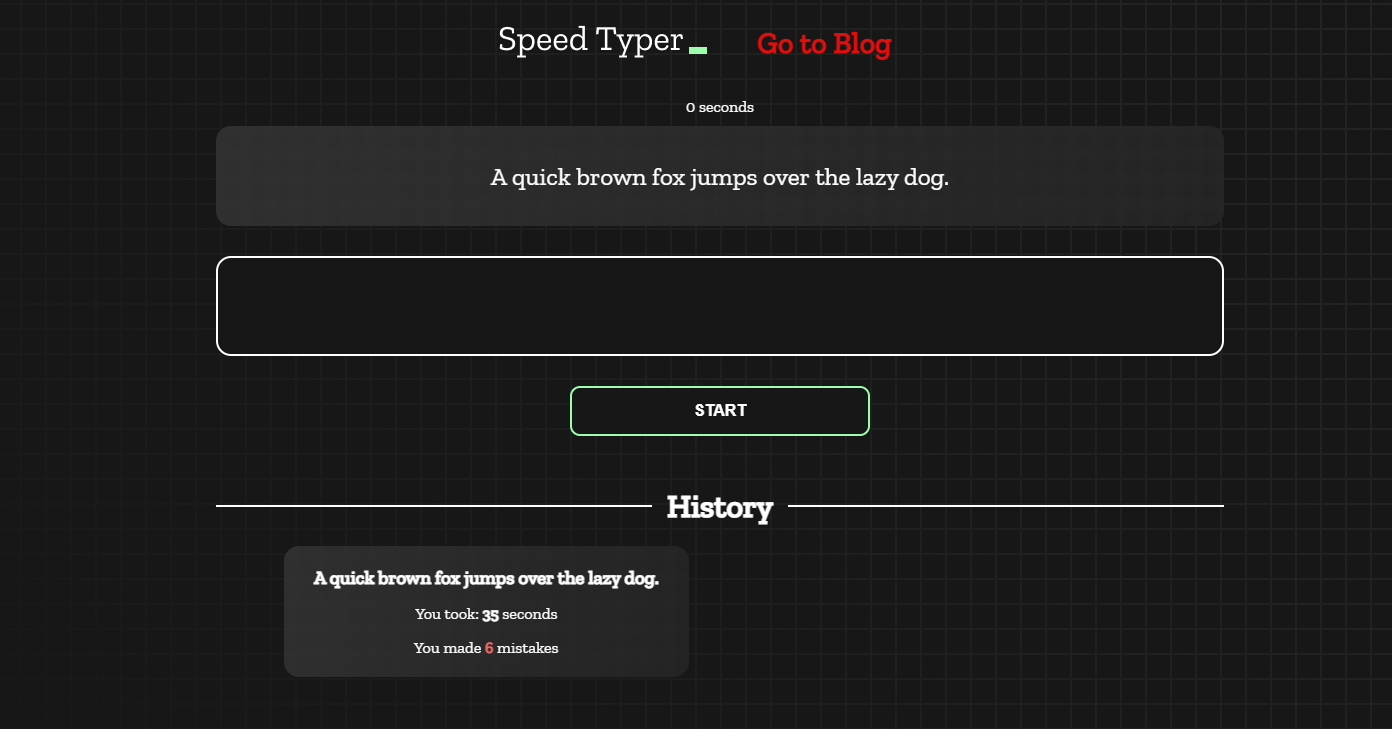 Speed Typer Go to Blog
0 seconds
A quick brown fox jumps over the lazy dog.
START
History
A quick brown fox jumps over the lazy dog.
You took: 35 seconds
You made 6 mistakes